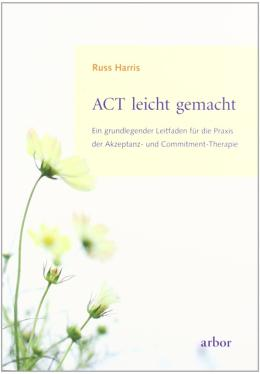 Russ Harris
ACT leicht gemacht
Ein grundlegender Leitfaden für die Praxis
der Akzeptanz- und Commitment-Therapie
arbor